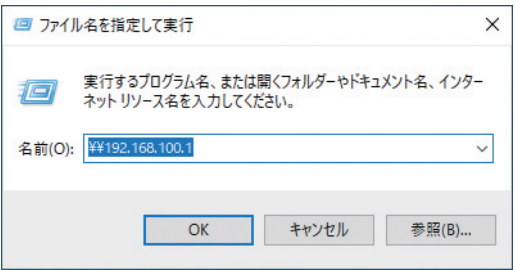 ファイル名を指定して実行
実行するプログラム名、または開くフォルダーやドキュメント名、インター
ネット リソース名を入力してください。
名前(O): ¥¥192.168.100.1
OK キャンセル 参照(B)...